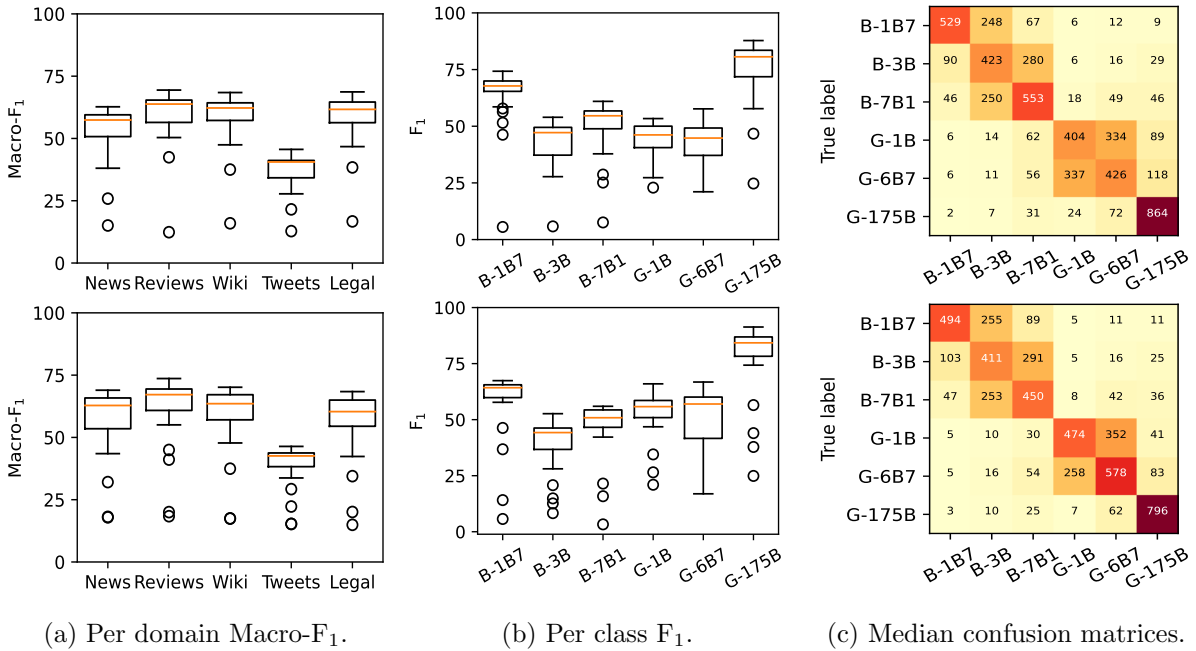 100
75
50
25
0
Macro-F1
News Reviews Wiki Tweets Legal
100
75
50
25
0
F1
B-1B7 B-3B B-7B1 G-1B G-6B7 G-175B
True label
B-1B7 529 248 67 6 12 9
B-3B 90 423 280 6 16 29
B-7B1 46 250 553 18 49 46
G-1B 6 14 62 404 334 89
G-6B7 6 11 56 337 426 118
G-175B 2 7 31 24 72 864
B-1B7 B-3B B-7B1 G-1B G-6B7 G-175B
100
75
50
25
0
Macro-F1
News Reviews Wiki Tweets Legal
100
75
50
25
0
F1
B-1B7 B-3B B-7B1 G-1B G-6B7 G-175B
True label
B-1B7 494 255 89 5 11 11
B-3B 103 411 291 5 16 25
B-7B1 47 253 450 8 42 36
G-1B 5 10 30 474 352 41
G-6B7 5 16 54 258 578 83
G-175B 3 10 25 7 62 796
B-1B7 B-3B B-7B1 G-1B G-6B7 G-175B
(a) Per domain Macro-F1.
(b) Per class F1.
(c) Median confusion matrices.